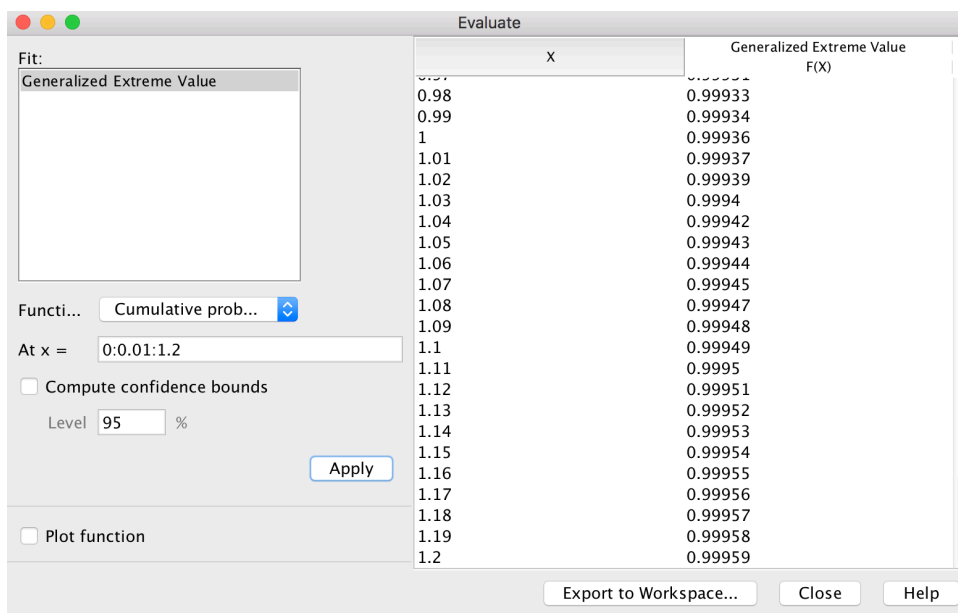 Evaluate
Fit:
Generalized Extreme Value
Functi... Cumulative prob...
At x = 0:0.01:1.2
Compute confidence bounds
Level 95 %
Apply
Plot function
X Generalized Extreme Value
F(X)
0.98 0.99933
0.99 0.99934
1 0.99936
1.01 0.99937
1.02 0.99939
1.03 0.9994
1.04 0.99942
1.05 0.99943
1.06 0.99944
1.07 0.99945
1.08 0.99947
1.09 0.99948
1.1 0.99949
1.11 0.9995
1.12 0.99951
1.13 0.99952
1.14 0.99953
1.15 0.99954
1.16 0.99955
1.17 0.99956
1.18 0.99957
1.19 0.99958
1.2 0.99959
Export to Workspace... Close Help